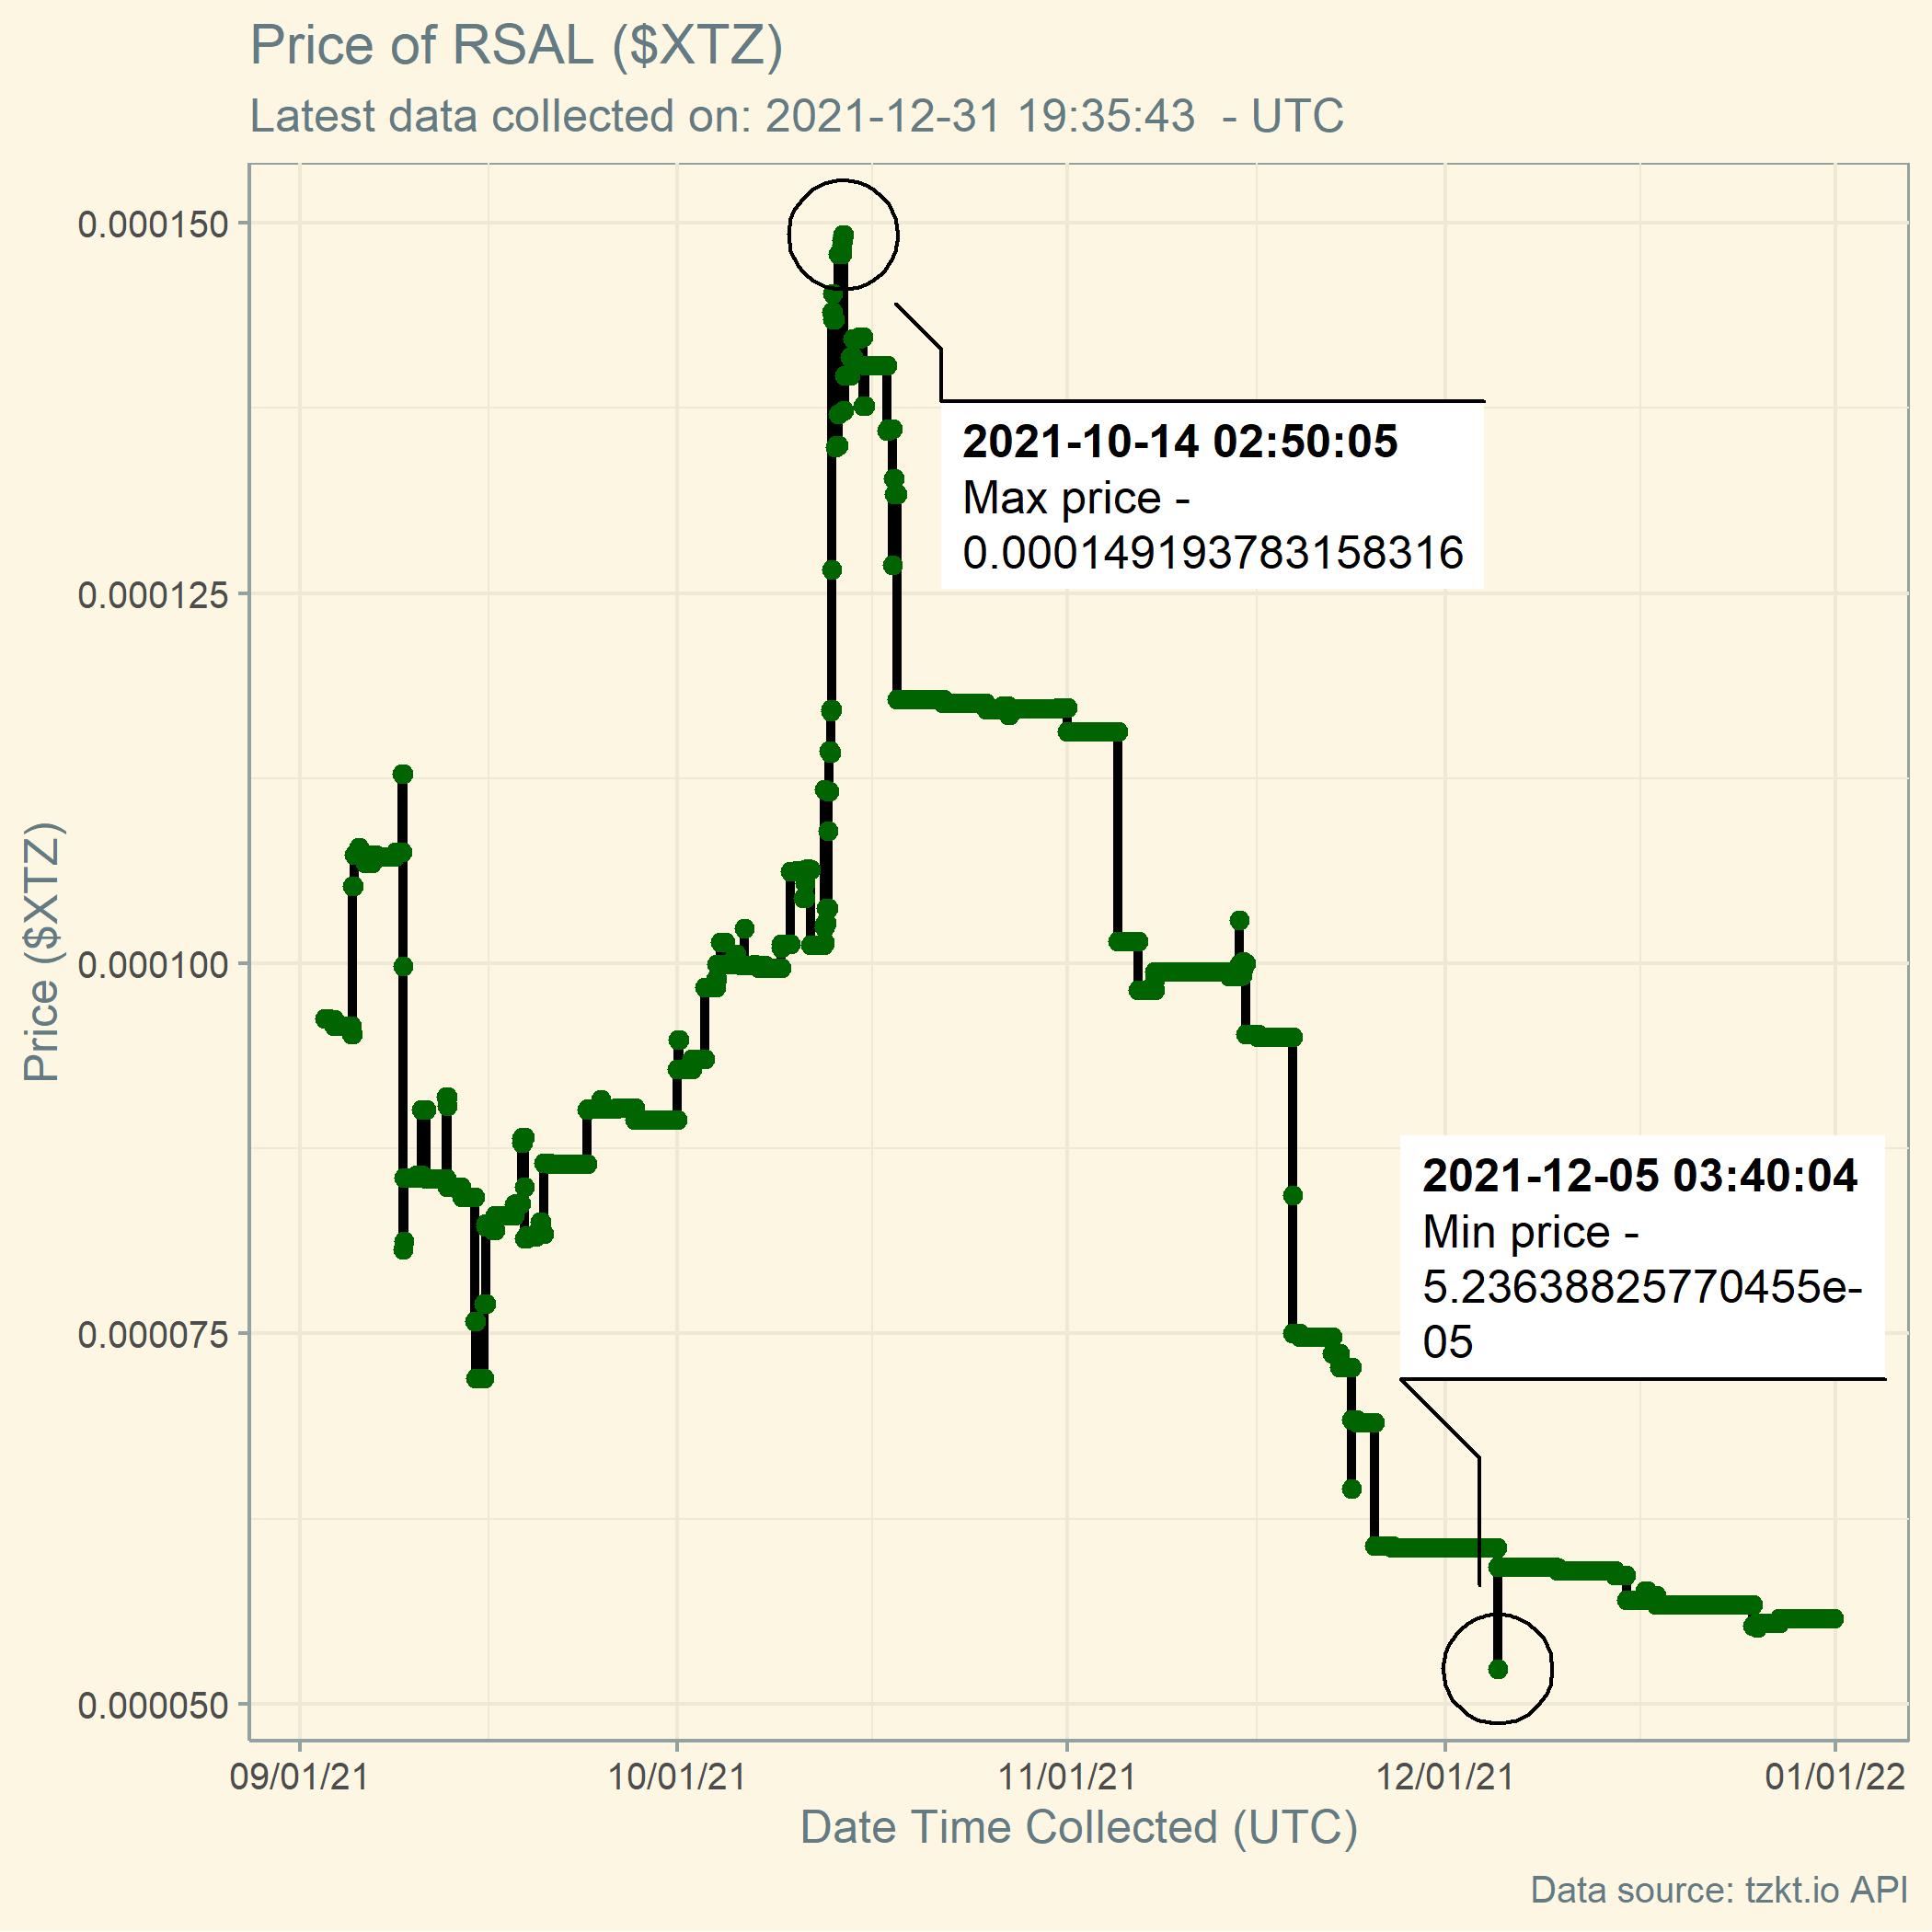 Price of RSAL ($XTZ)
Latest data collected on: 2021-12-31 19:35:43  - UTC
0.000150
0.000125
0.000100
0.000075
0.000050
Price ($XTZ)
2021-10-14 02:50:05
Max price -
0.000149193783158316
2021-12-05 03:40:04
Min price -
5.23638825770455e-
05
09/01/21
10/01/21
11/01/21
12/01/21
01/01/22
Date Time Collected (UTC)
Data source: tzkt.io API